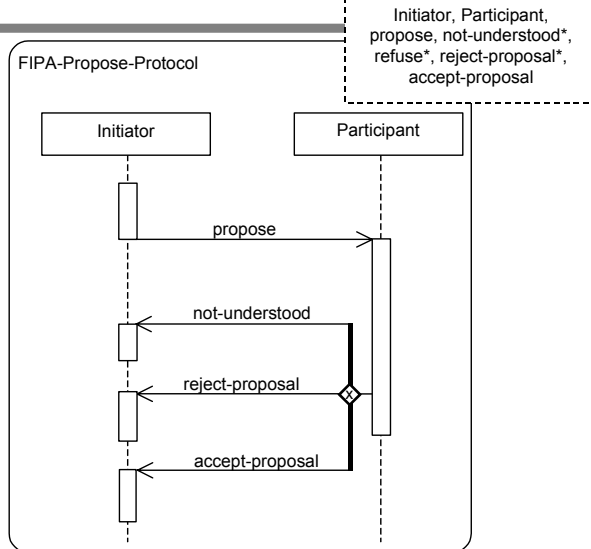 Initiator, Participant,
propose, not-understood*,
refuse*, reject-proposal*,
accept-proposal
FIPA-Propose-Protocol
Initiator
Participant
propose
not-understood
reject-proposal
x
accept-proposal